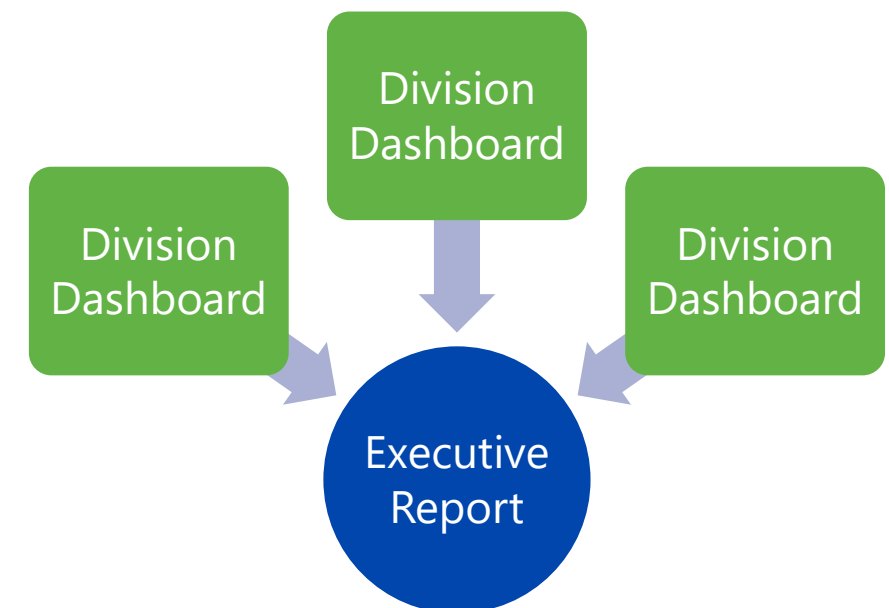 Division
Dashboard
Division
Dashboard
Division
Dashboard
Executive
Report